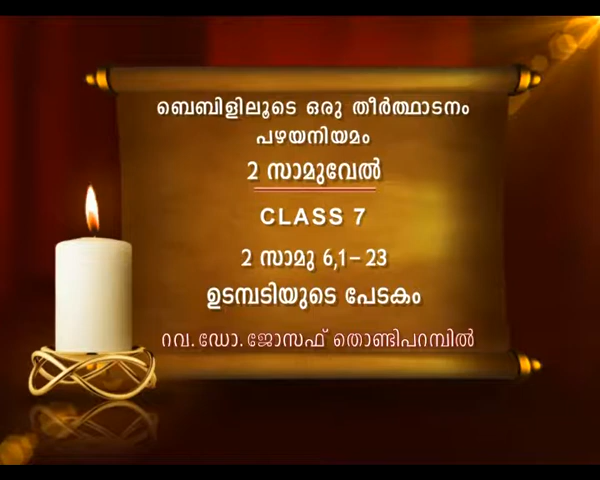 ബെബിളിലൂടെ ഒരു തീർത്ഥാടനം
പഴയനിയമം
2 സാമുവേൽ
CLASS 7
2 സാമു 6,1– 23
ഉടമ്പടിയുടെ പേടകം
റവ. ഡോ. ജോസഫ് തൊണ്ടിപറമ്പിൽ